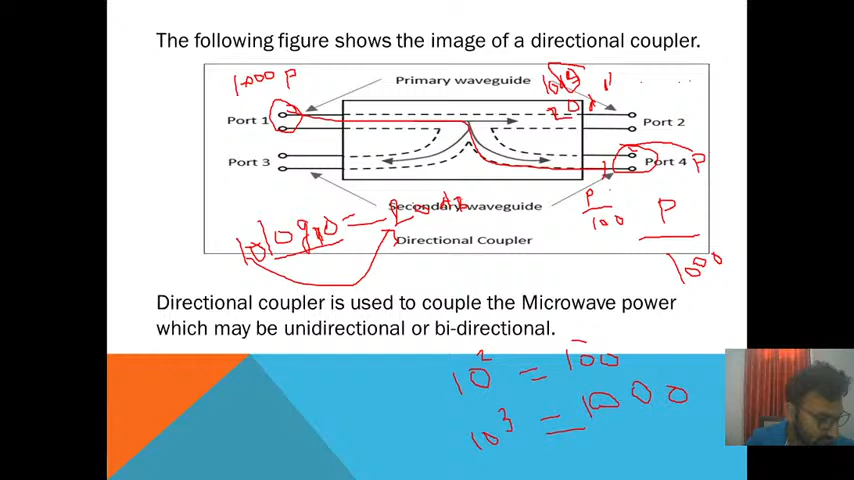 The following figure shows the image of a directional coupler.
1000 P
Primary waveguide
Port 1
Port 2
Port 3
Port 4
P
P
100
P
1000
Secondary waveguide
Directional Coupler
Directional coupler is used to couple the Microwave power
which may be unidirectional or bi-directional.
10² = 100
10³ = 1000